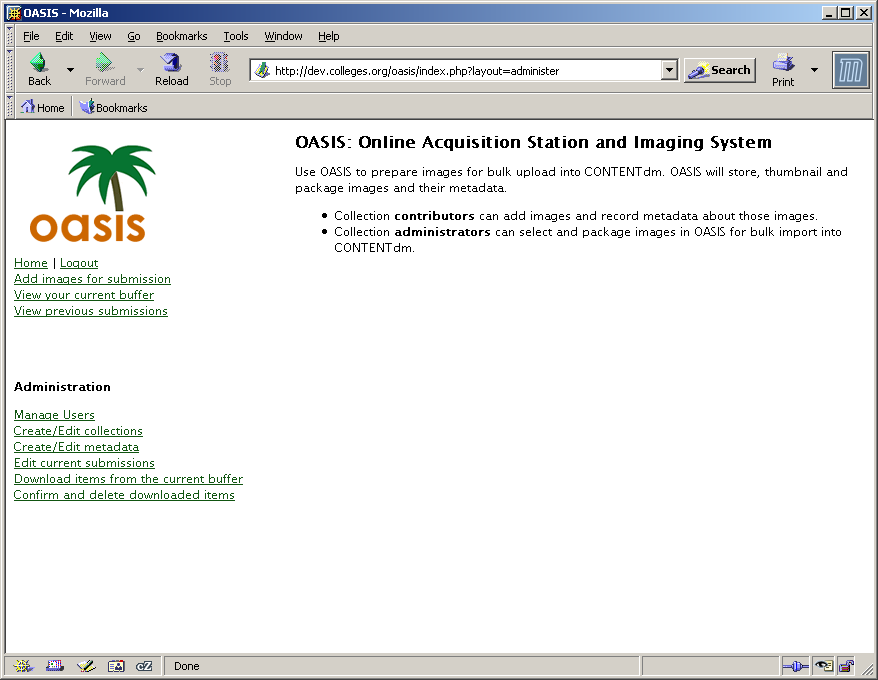 OASIS - Mozilla
File Edit View Go Bookmarks Tools Window Help
Back Forward Reload Stop http://dev.colleges.org/oasis/index.php?layout=administer Search Print
Home Bookmarks
oasis
Home | Logout
Add images for submission
View your current buffer
View previous submissions
Administration
Manage Users
Create/Edit collections
Create/Edit metadata
Edit current submissions
Download items from the current buffer
Confirm and delete downloaded items
OASIS: Online Acquisition Station and Imaging System
Use OASIS to prepare images for bulk upload into CONTENTdm. OASIS will store, thumbnail and
package images and their metadata.
• Collection contributors can add images and record metadata about those images.
• Collection administrators can select and package images in OASIS for bulk import into
CONTENTdm.
cZ Done